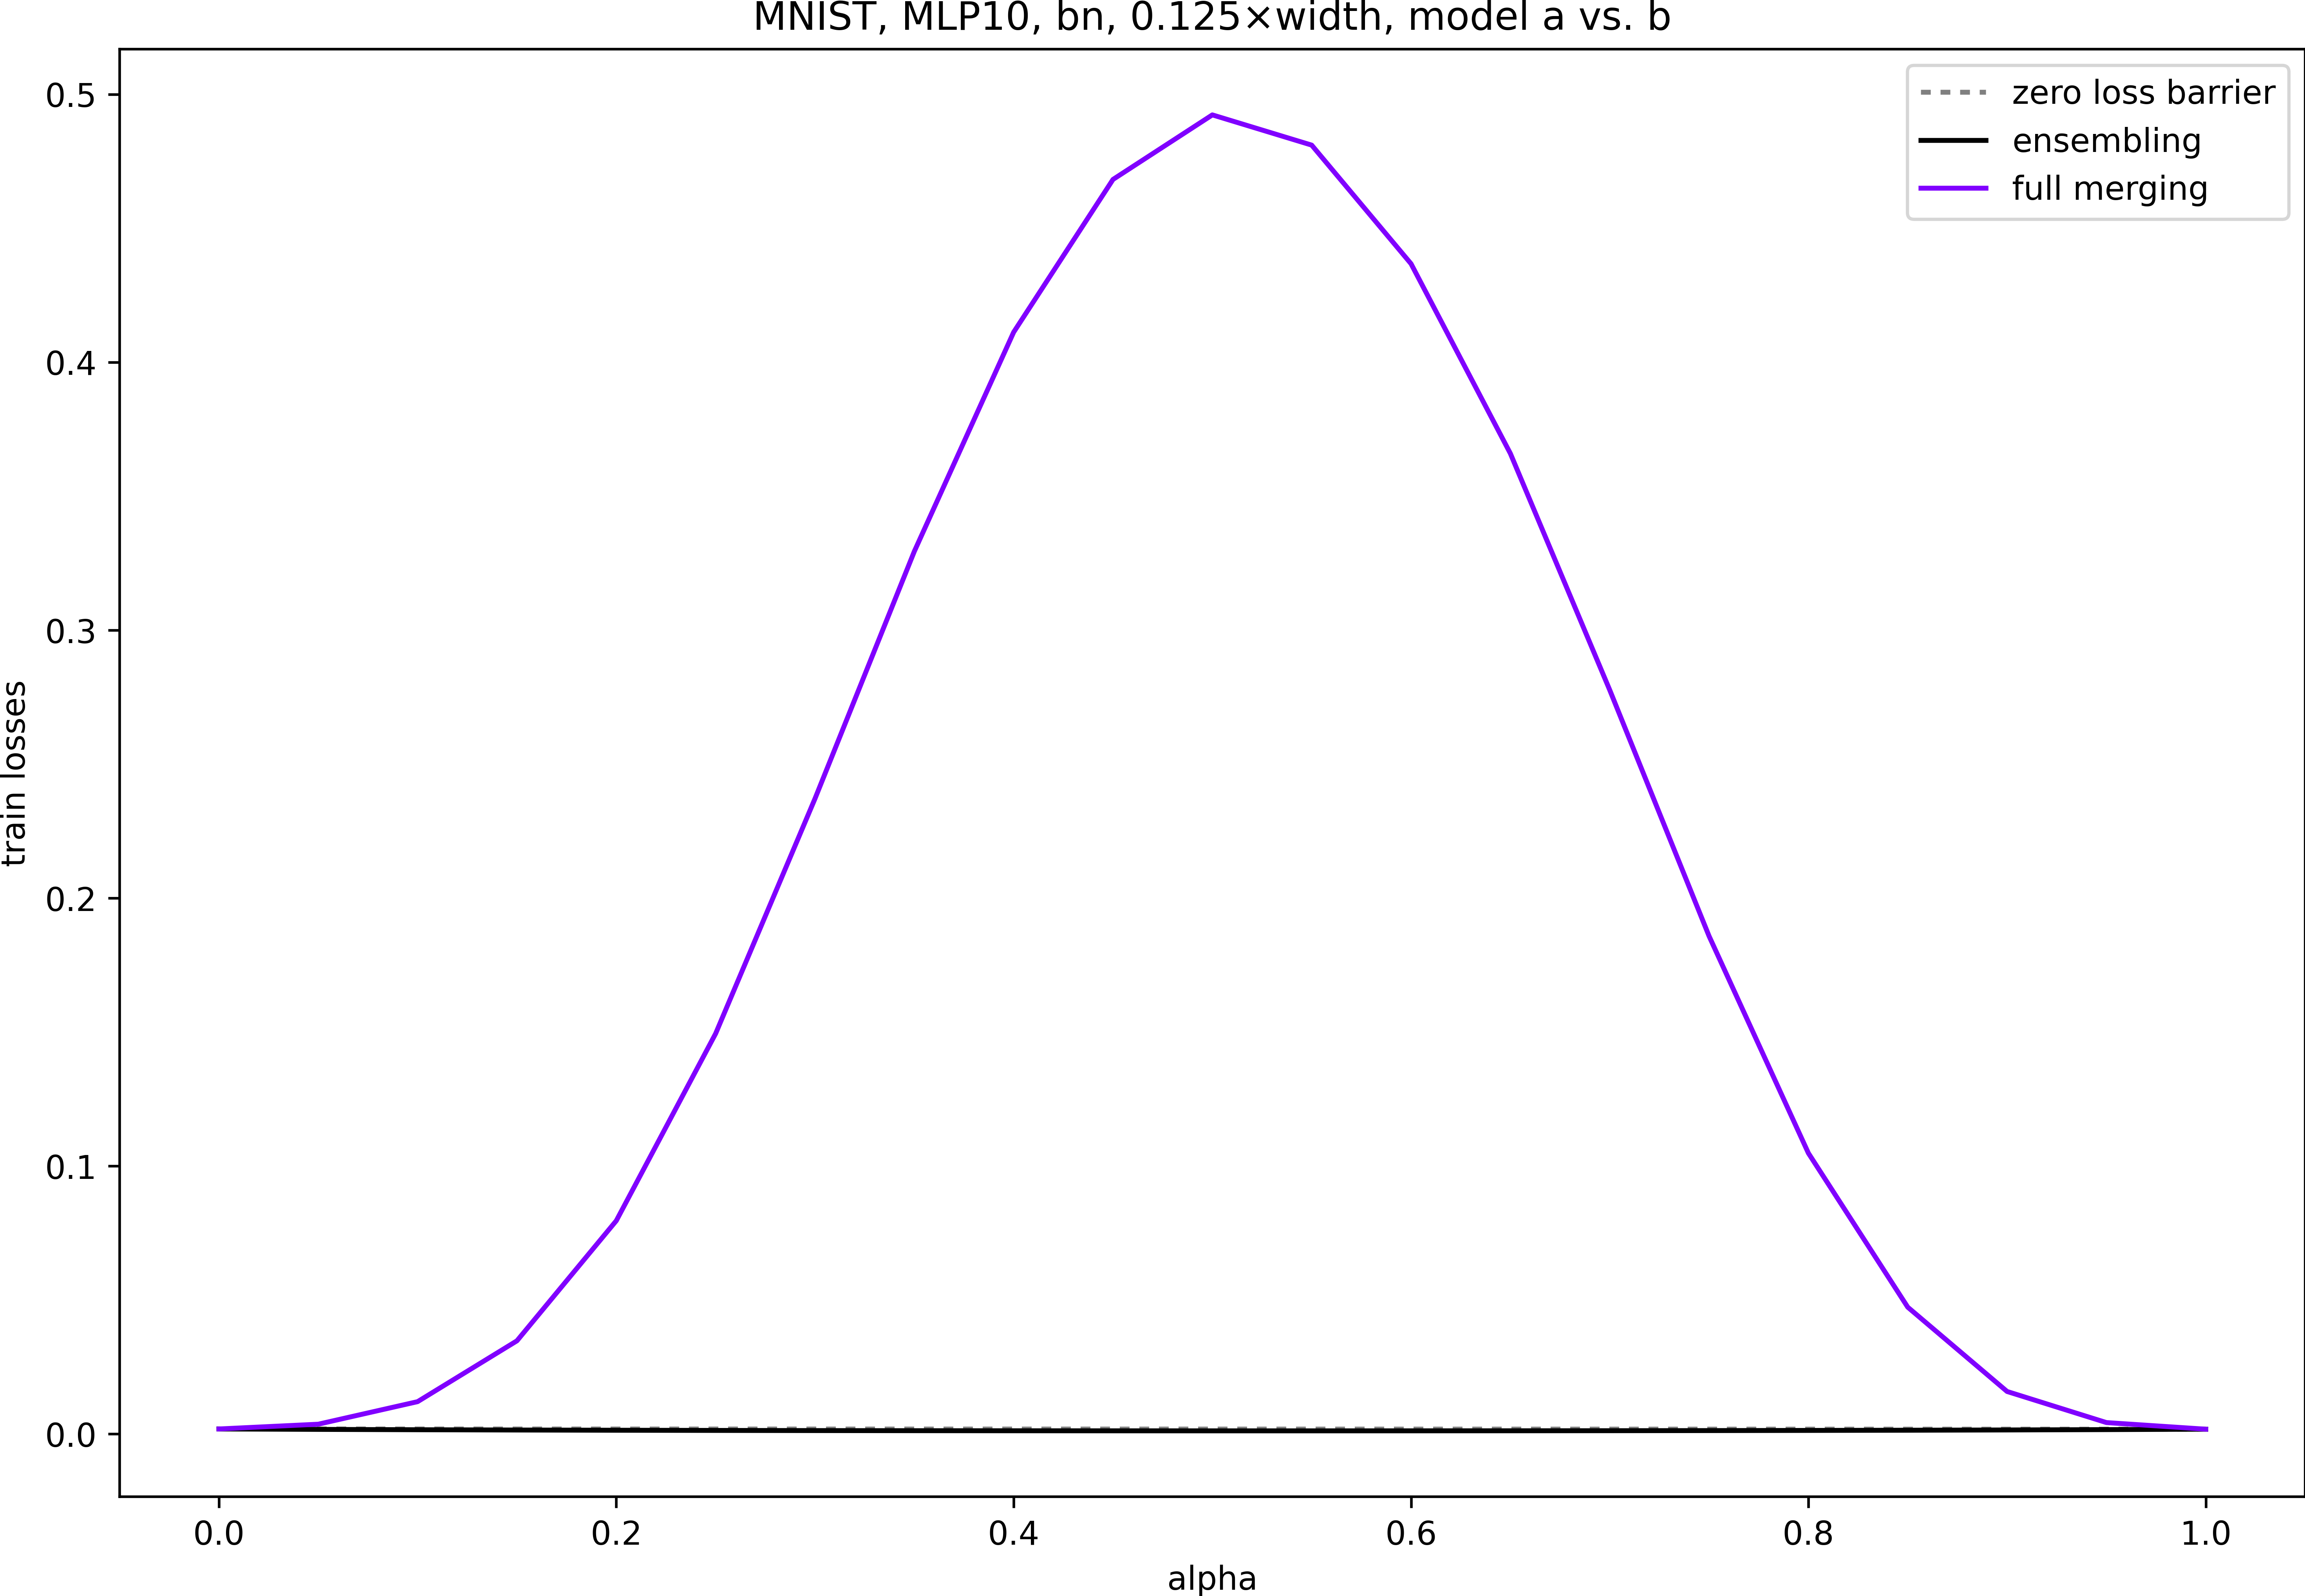 MNIST, MLP10, bn, 0.125×width, model a vs. b
zero loss barrier
ensembling
full merging
train losses
0.5
0.4
0.3
0.2
0.1
0.0
0.0 0.2 0.4 0.6 0.8 1.0
alpha